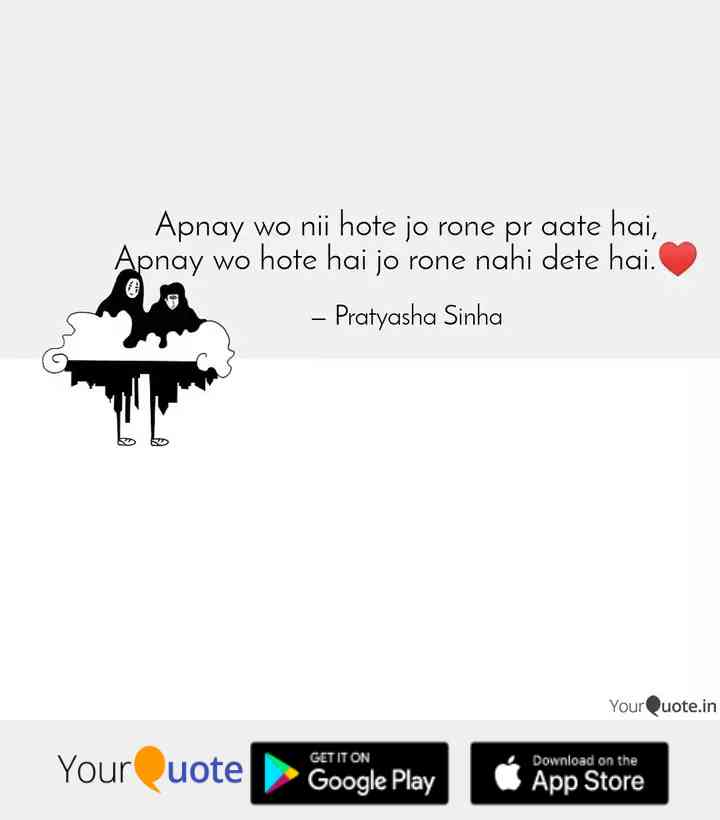 Apnay wo nii hote jo rone pr aate hai,
Apnay wo hote hai jo rone nahi dete hai.❤️
– Pratyasha Sinha
YourQuote.in
YourQuote
GET IT ON
Google Play
Download on the
App Store